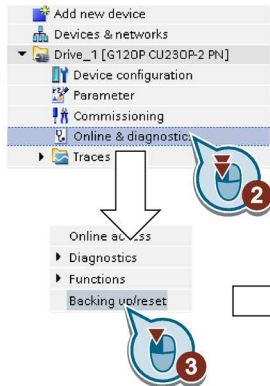 Add new device
Devices & networks
Drive_1 [G120P CU230P-2 PN]
Device configuration
Parameter
Commissioning
Online & diagnostic
Traces
2
Online access
Diagnostics
Functions
Backing up/reset
3